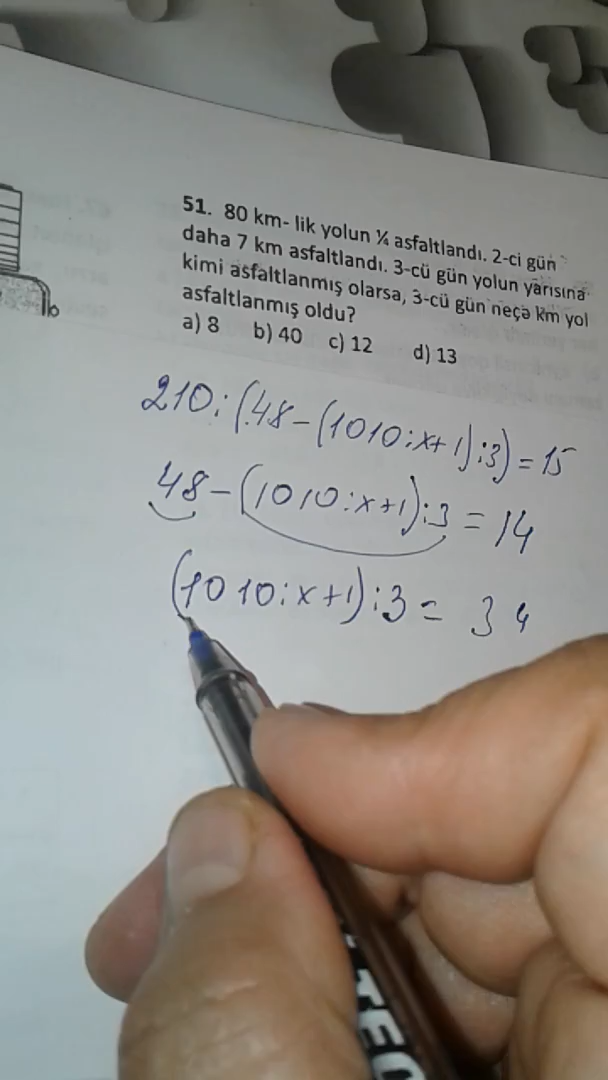 51. 80 km- lik yolun ¼ asfaltlandı. 2-ci gün
daha 7 km asfaltlandı. 3-cü gün yolun yarısına
kimi asfaltlanmış olarsa, 3-cü gün neçə km yol
asfaltlanmış oldu?
a) 8 b) 40 c) 12 d) 13
210:(48-(1010:x+1):3)=15
48-(1010:x+1):3=14
(1010:x+1):3= 34